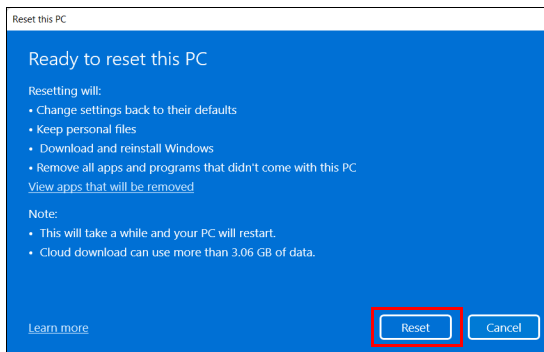 Reset this PC
Ready to reset this PC
Resetting will:
• Change settings back to their defaults
• Keep personal files
• Download and reinstall Windows
• Remove all apps and programs that didn't come with this PC
View apps that will be removed
Note:
• This will take a while and your PC will restart.
• Cloud download can use more than 3.06 GB of data.
Learn more Reset Cancel